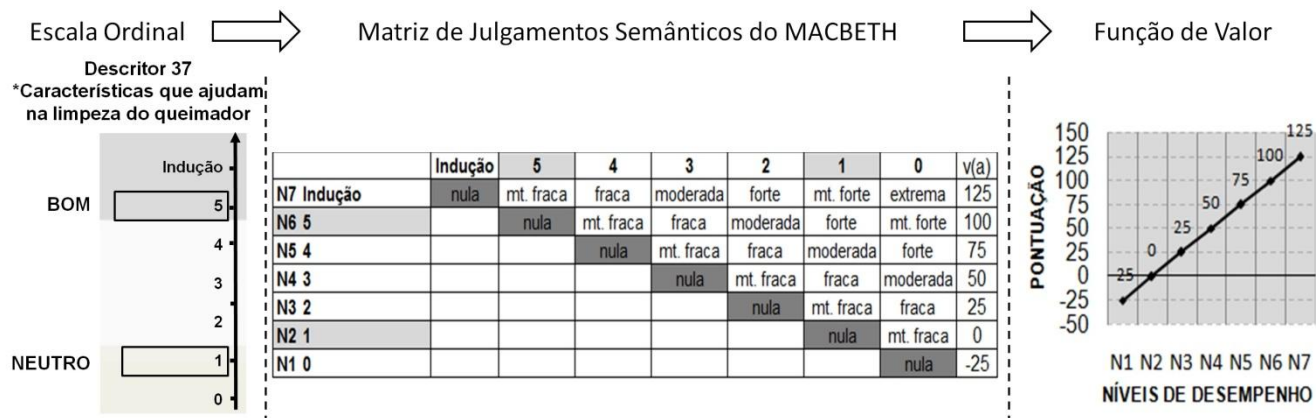 Escala Ordinal
Matriz de Julgamentos Semânticos do MACBETH
Função de Valor
Descritor 37
*Características que ajudam
na limpeza do queimador
Indução
BOM
5
4
3
2
NEUTRO
1
0
Indução 5 4 3 2 1 0 v(a)
N7 Indução nula mt. fraca fraca moderada forte mt. forte extrema 125
N6 5 nula mt. fraca fraca moderada forte mt. forte 100
N5 4 nula mt. fraca fraca moderada forte 75
N4 3 nula mt. fraca fraca moderada 50
N3 2 nula mt. fraca fraca 25
N2 1 nula mt. fraca 0
N1 0 nula -25
PONTUAÇÃO
150
125
100
75
50
25
0
-25
-50
125
100
75
50
25
0
-25
N1 N2 N3 N4 N5 N6 N7
NÍVEIS DE DESEMPENHO